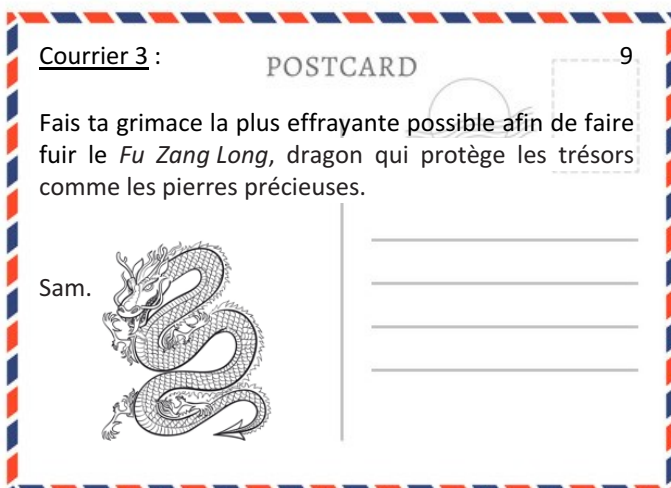 Courrier 3 :
POSTCARD
9
Fais ta grimace la plus effrayante possible afin de faire
fuir le Fu Zang Long, dragon qui protège les trésors
comme les pierres précieuses.
Sam.